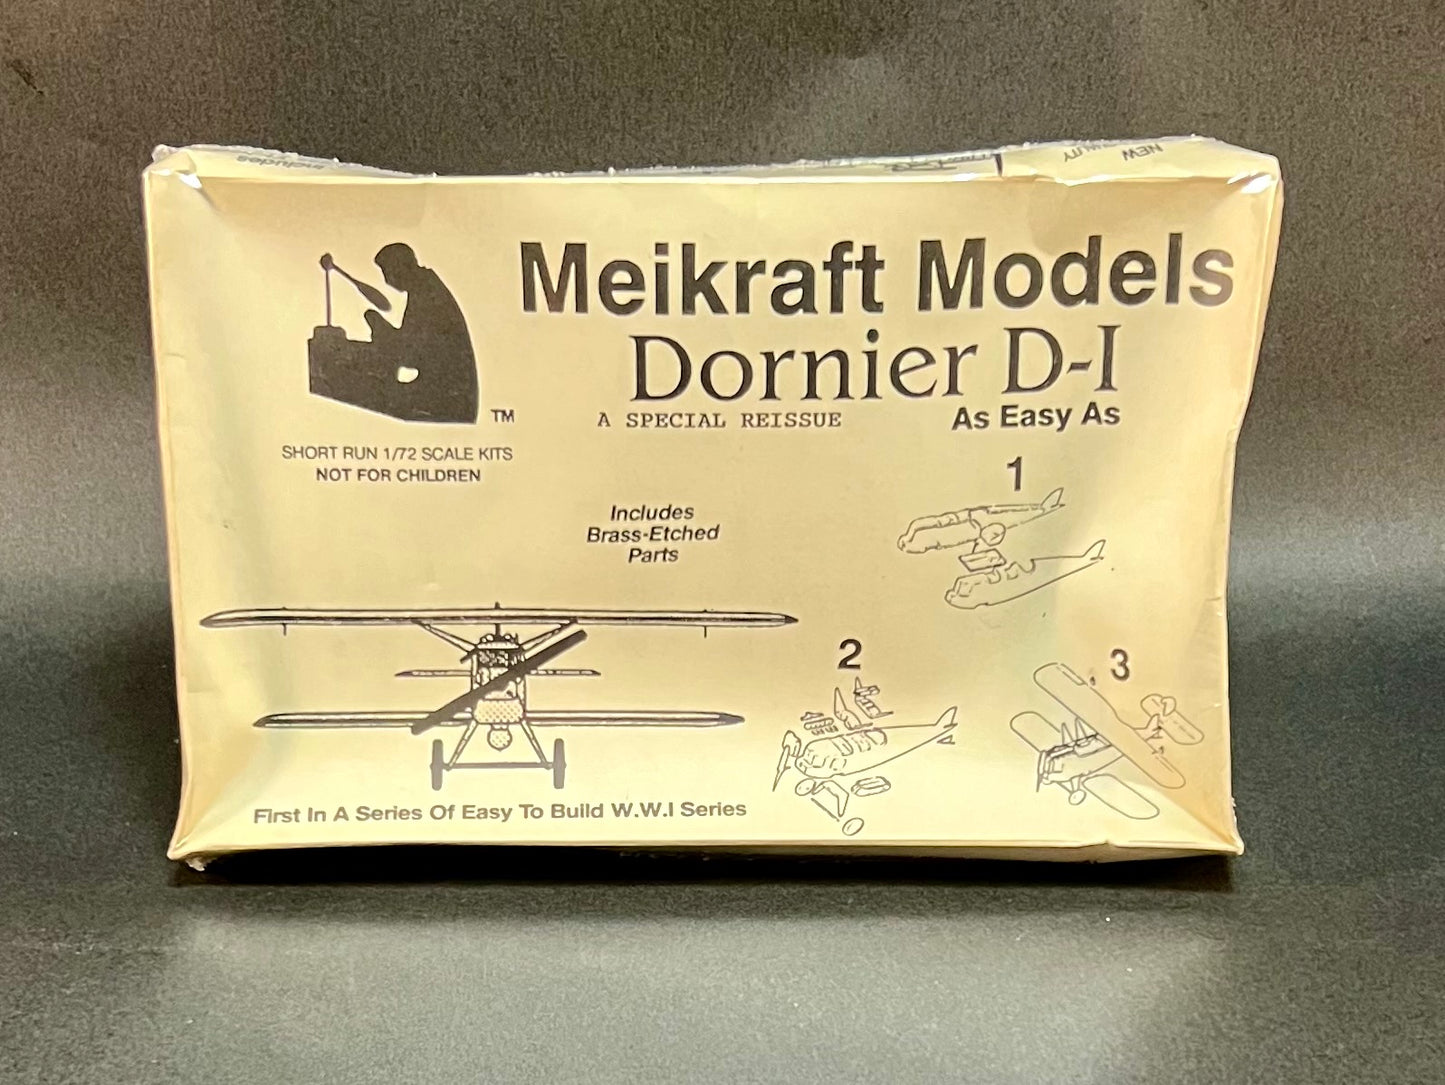 NEW
Meikraft Models
Dornier D-I
A SPECIAL REISSUE
As Easy As
TM
SHORT RUN 1/72 SCALE KITS
NOT FOR CHILDREN
Includes
Brass-Etched
Parts
1
2
3
First In A Series Of Easy To Build W.W.I Series